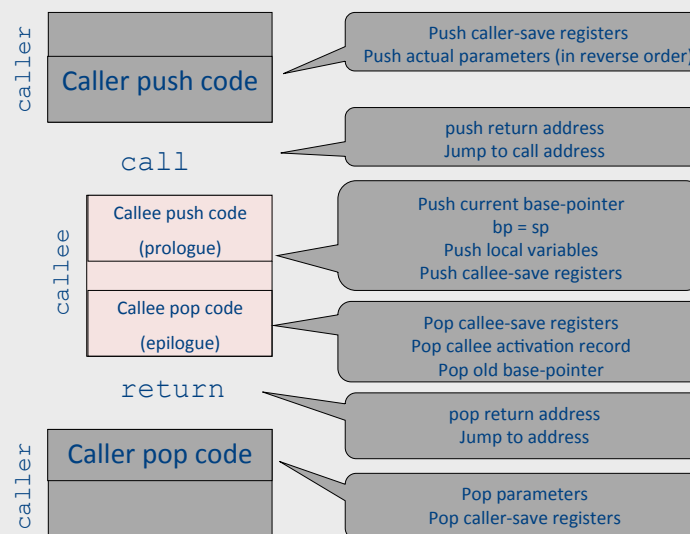 caller
Caller push code
Push caller-save registers
Push actual parameters (in reverse order)
call
push return address
Jump to call address
callee
Callee push code
(prologue)
Push current base-pointer
bp = sp
Push local variables
Push callee-save registers
Callee pop code
(epilogue)
Pop callee-save registers
Pop callee activation record
Pop old base-pointer
return
pop return address
Jump to address
caller
Caller pop code
Pop parameters
Pop caller-save registers